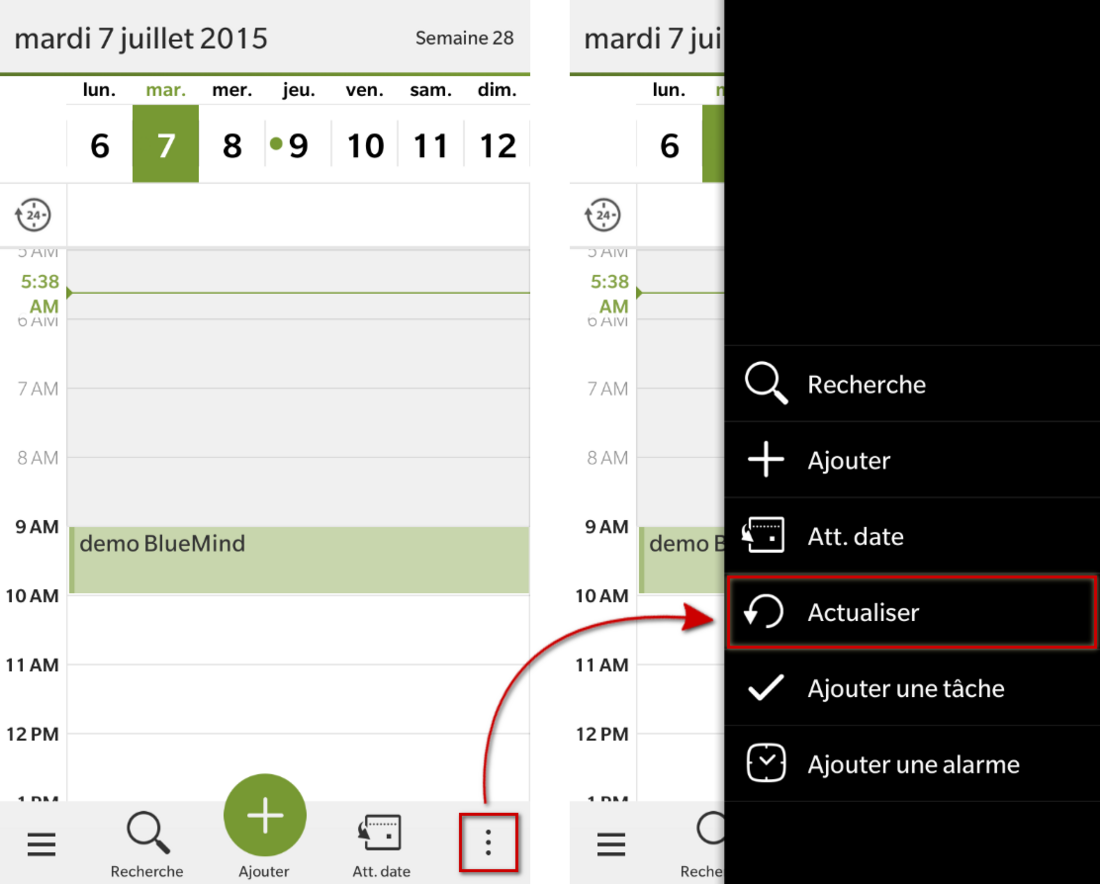 mardi 7 juillet 2015
Semaine 28
lun. mar. mer. jeu. ven. sam. dim.
6 7 8 9 10 11 12
24
5 AM
5:38
AM
6 AM
7 AM
8 AM
9 AM
demo BlueMind
10 AM
11 AM
12 PM
1 PM
Recherche
Ajouter
Att. date
mardi 7 jui
lun.
6
24
5 AM
5:38
AM
6 AM
7 AM
8 AM
9 AM
demo B
10 AM
11 AM
12 PM
1 PM
Reche
Recherche
Ajouter
Att. date
Actualiser
Ajouter une tâche
Ajouter une alarme